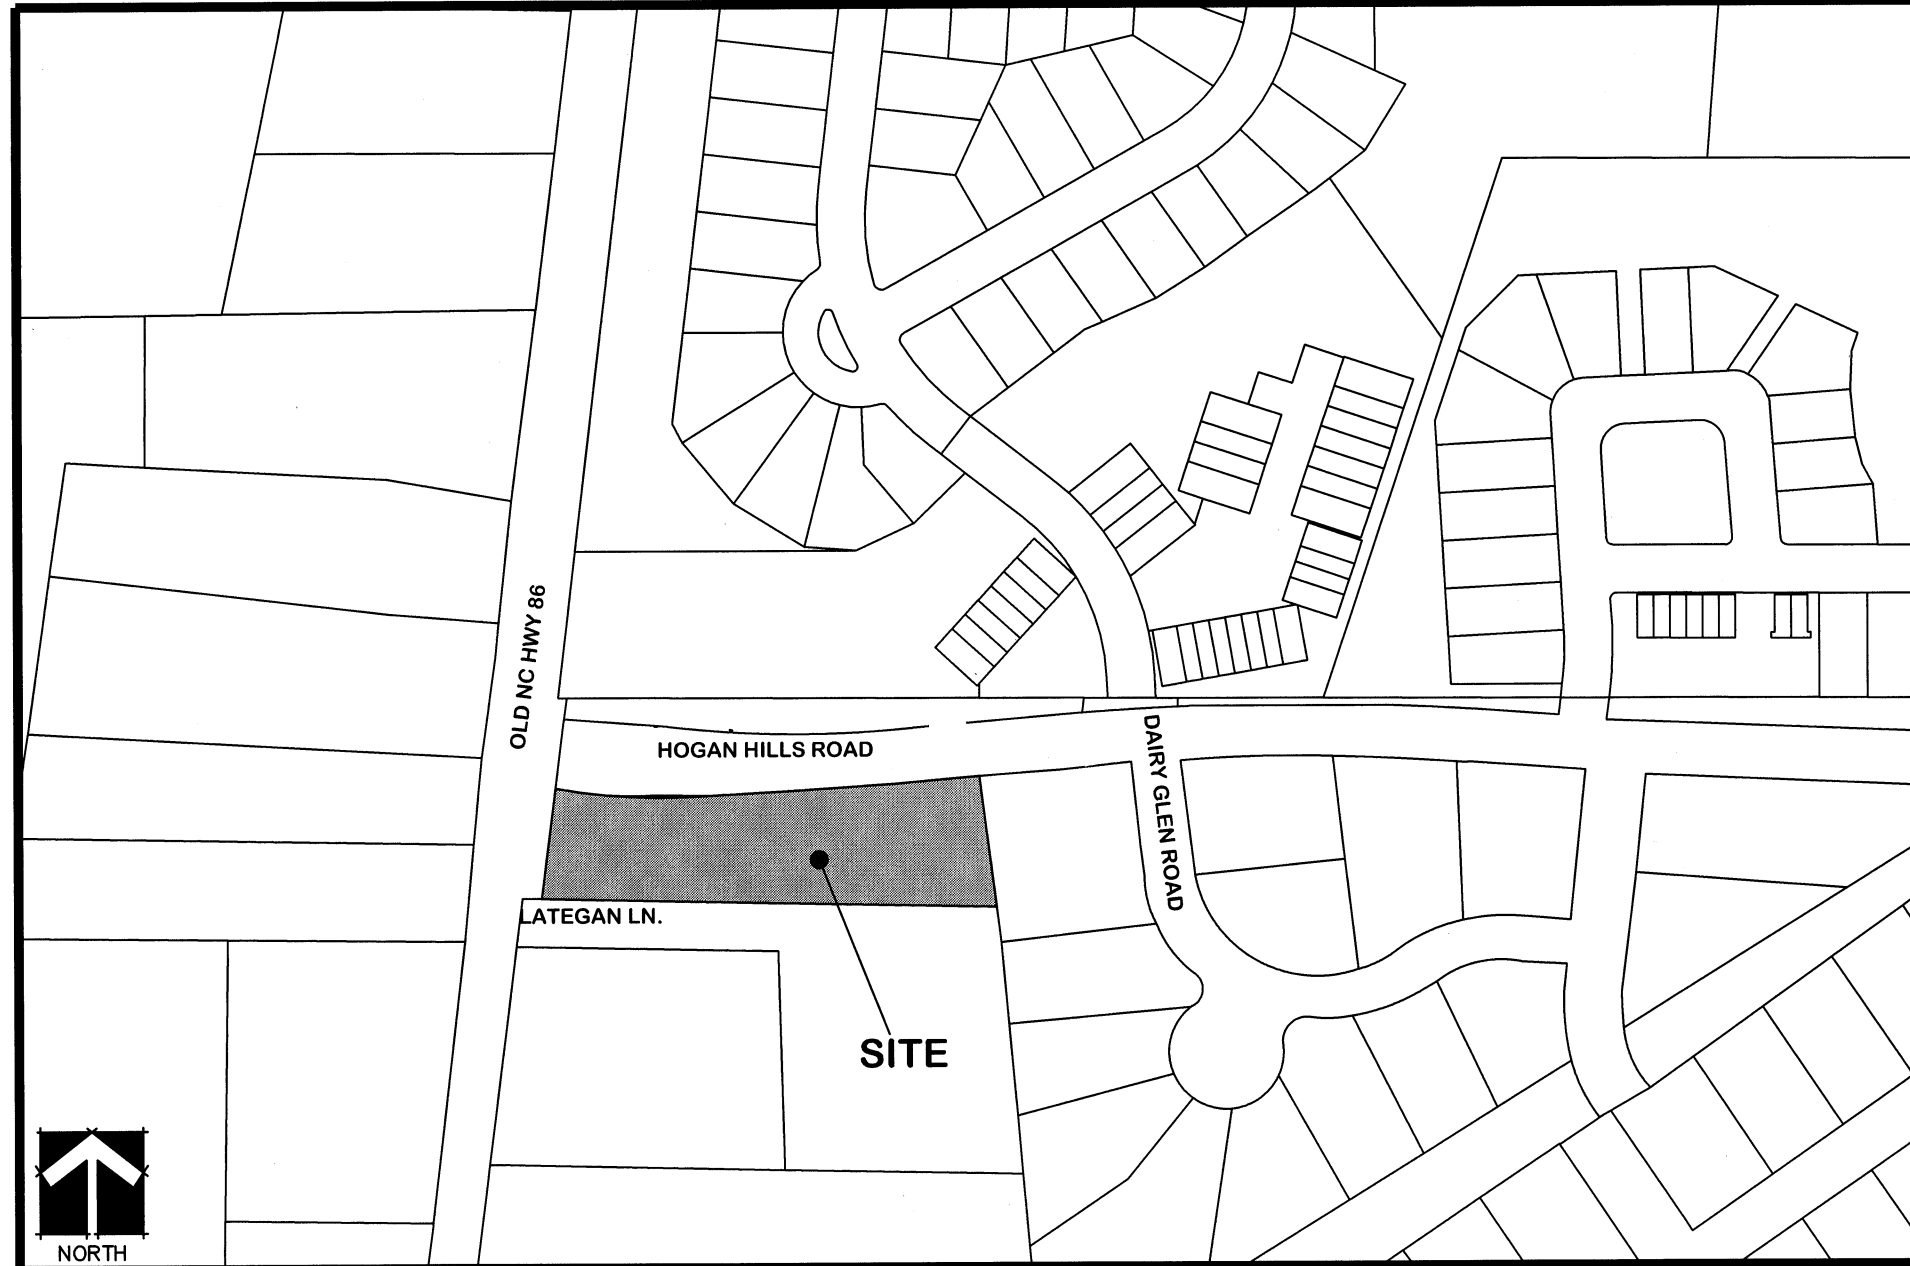 OLD NC HWY 86
HOGAN HILLS ROAD
DAIRY GLEN ROAD
LATEGAN LN.
SITE
NORTH